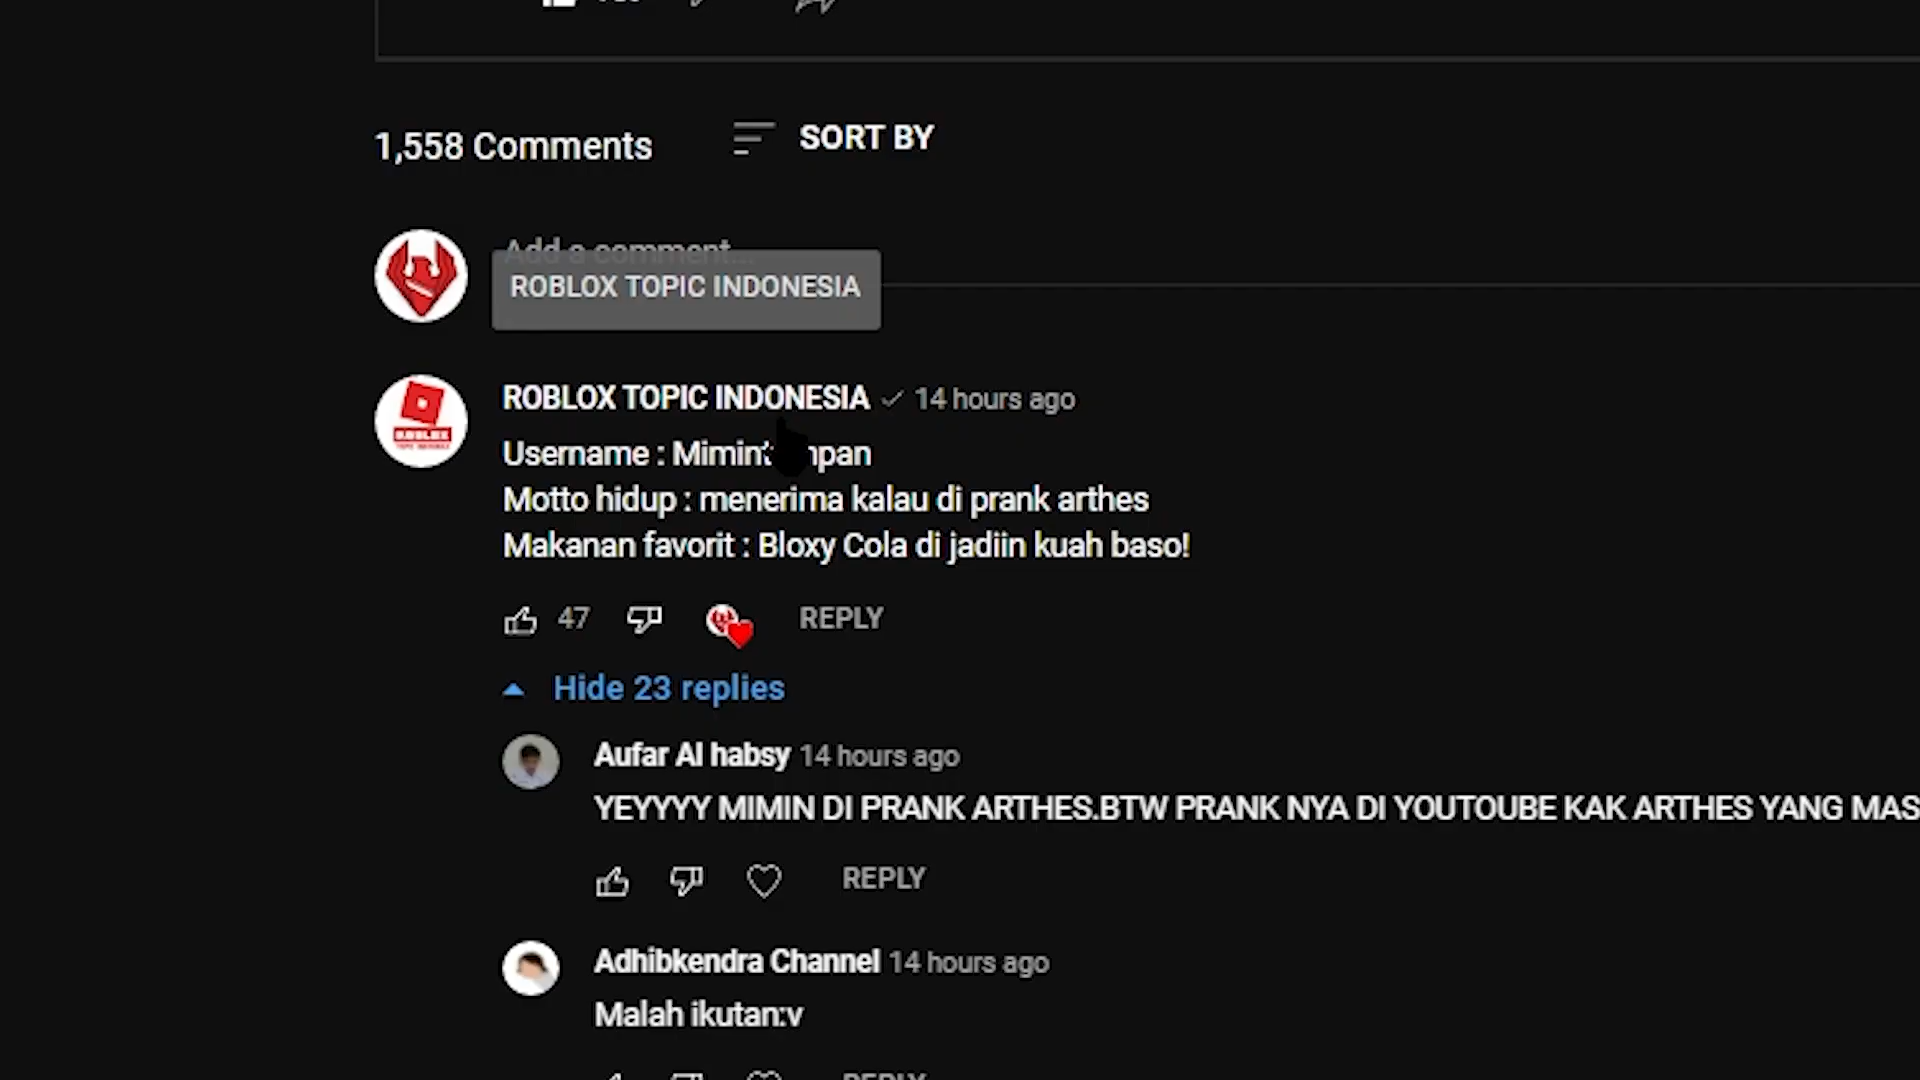 1,558 Comments
SORT BY
Add a comment...
ROBLOX TOPIC INDONESIA
ROBLOX TOPIC INDONESIA 14 hours ago
Username :
Motto hidup : menerima kalau di prank arthes
Makanan favorit : Bloxy Cola di jadiin kuah baso!
47 REPLY
Hide 23 replies
Aufar Al habsy 14 hours ago
YEYYYY MIMIN DI PRANK ARTHES.BTW PRANK NYA DI YOUTOUBE KAK ARTHES YANG MAS
REPLY
Adhibkendra Channel 14 hours ago
Malah ikutan:v
REPLY